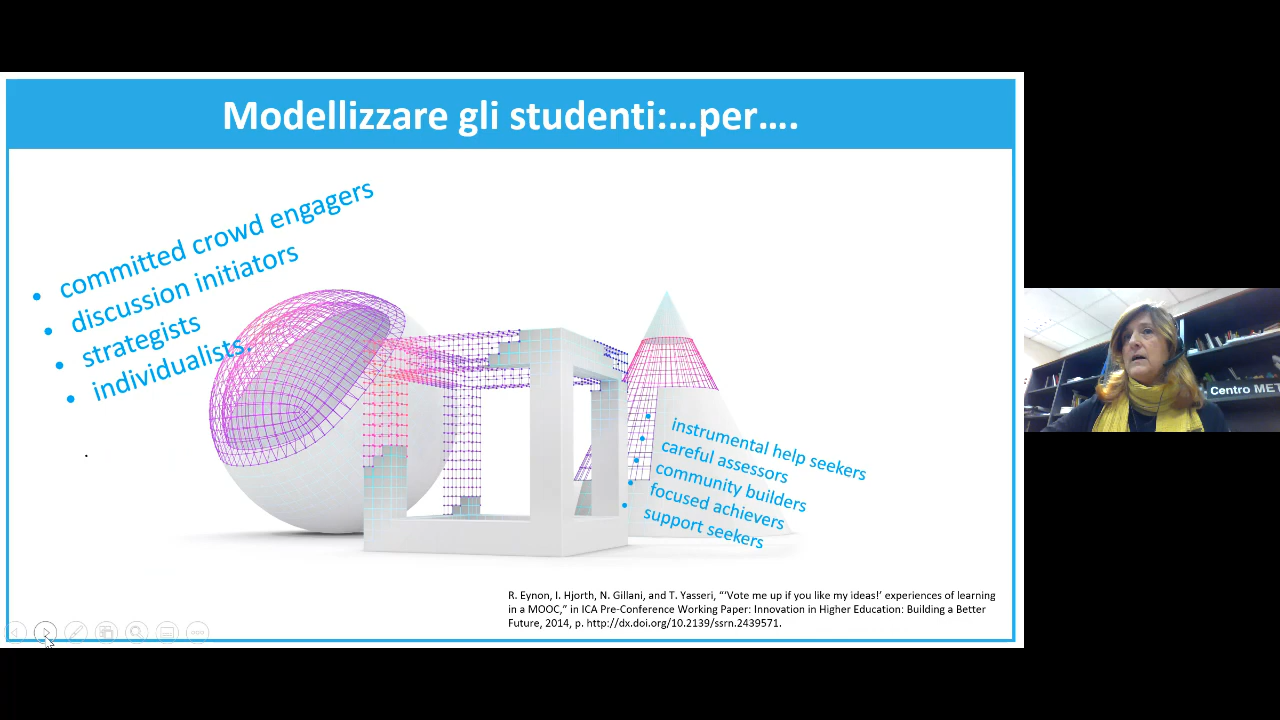 Modellizzare gli studenti:...per....
• committed crowd engagers
• discussion initiators
• strategists
• individualists.
• instrumental help seekers
• careful assessors
• community builders
• focused achievers
• support seekers
R. Eynon, I. Hjorth, N. Gillani, and T. Yasseri, “‘Vote me up if you like my ideas!’ experiences of learning
in a MOOC,” in ICA Pre-Conference Working Paper: Innovation in Higher Education: Building a Better
Future, 2014, p. http://dx.doi.org/10.2139/ssrn.2439571.
Centro MET